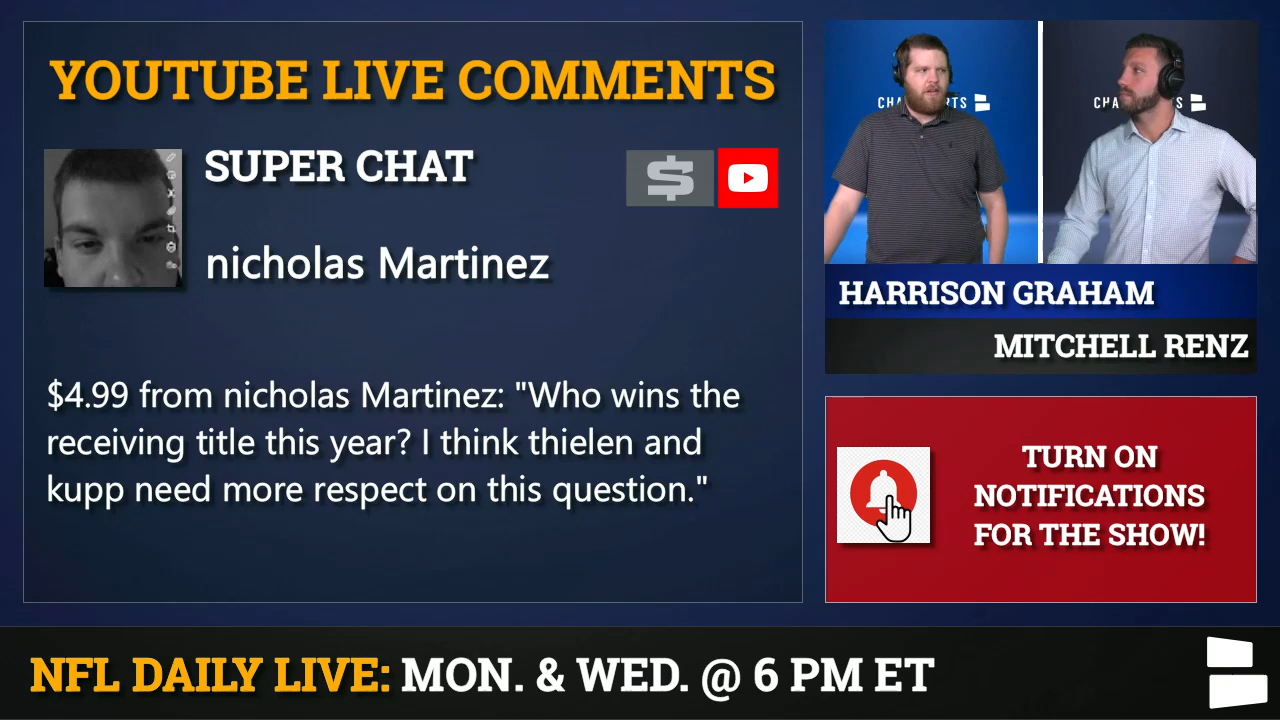 YOUTUBE LIVE COMMENTS
SUPER CHAT
nicholas Martinez
$4.99 from nicholas Martinez: "Who wins the
receiving title this year? I think thielen and
kupp need more respect on this question."
HARRISON GRAHAM
MITCHELL RENZ
TURN ON
NOTIFICATIONS
FOR THE SHOW!
NFL DAILY LIVE: MON. & WED. @ 6 PM ET